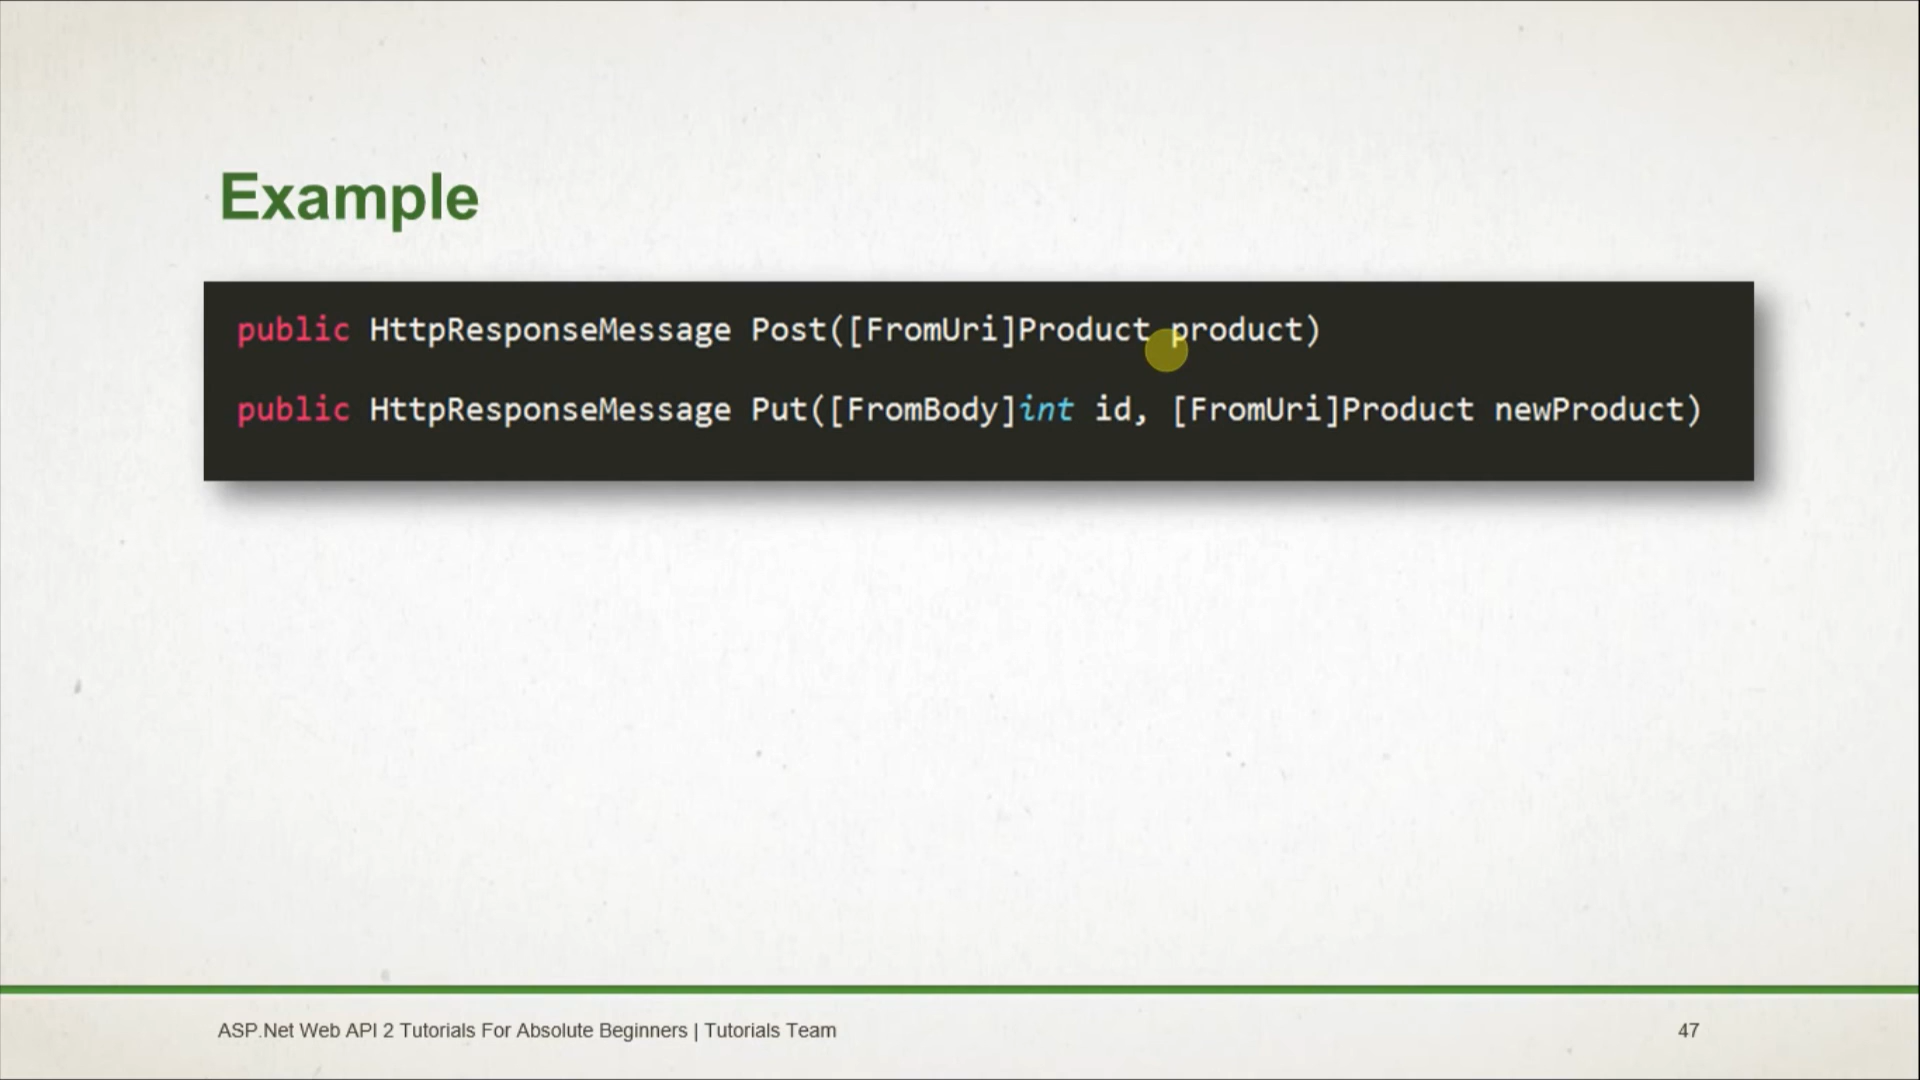 Example
public HttpResponseMessage Post([FromUri]Product product)
public HttpResponseMessage Put([FromBody]int id, [FromUri]Product newProduct)
ASP.Net Web API 2 Tutorials For Absolute Beginners | Tutorials Team
47